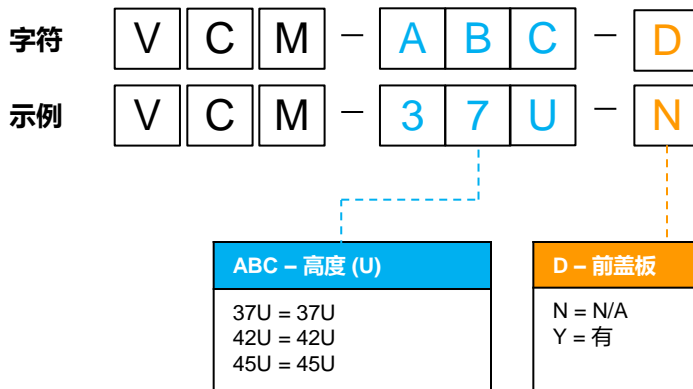 字符 V C M – A B C – D
示例 V C M – 3 7 U – N
ABC – 高度 (U)
37U = 37U
42U = 42U
45U = 45U
D – 前盖板
N = N/A
Y = 有